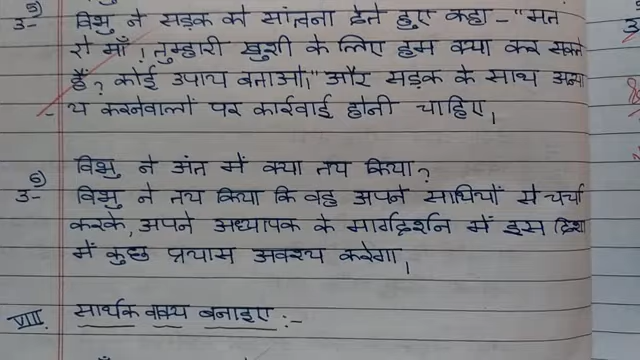 5)
उ- विभु ने सड़क को सांत्वना देते हुए कहा - "मत
रो माँ। तुम्हारी खुशी के लिए हम क्या कर सकते
हैं? कोई उपाय बताओ।" और सड़क के साथ अन्या
- य करनेवालों पर कार्रवाई होनी चाहिए।
6) विभु ने अंत में क्या तय किया?
उ- विभु ने तय किया कि वह अपने साथियों से चर्चा
करके, अपने अध्यापक के मार्गदर्शन में इस दिशा
में कुछ प्रयास अवश्य करेगा।
VIII. सार्थक वाक्य बनाइए :-